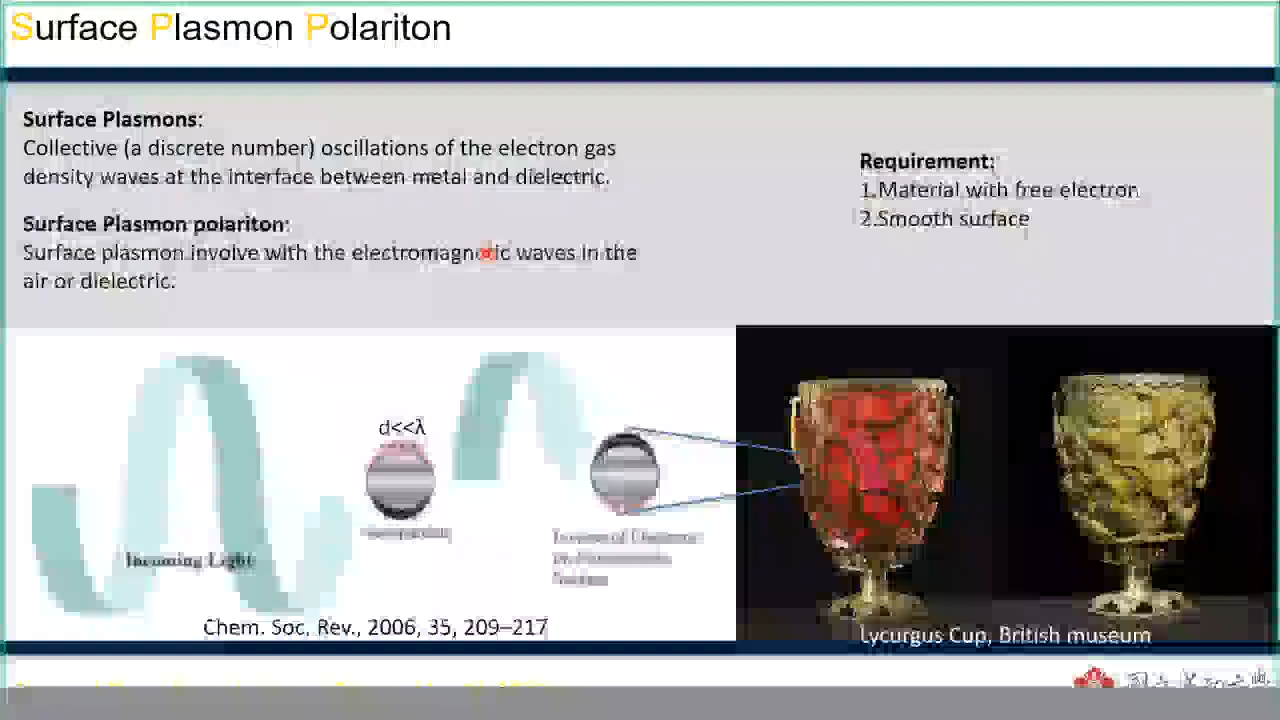 Surface Plasmon Polariton
Surface Plasmons:
Collective (a discrete number) oscillations of the electron gas
density waves at the interface between metal and dielectric.
Surface Plasmon polariton:
Surface plasmon involve with the electromagnetic waves in the
air or dielectric.
Requirement:
1.Material with free electron
2.Smooth surface
d<<λ
Incoming Light
Chem. Soc. Rev., 2006, 35, 209–217
Lycurgus Cup, British museum